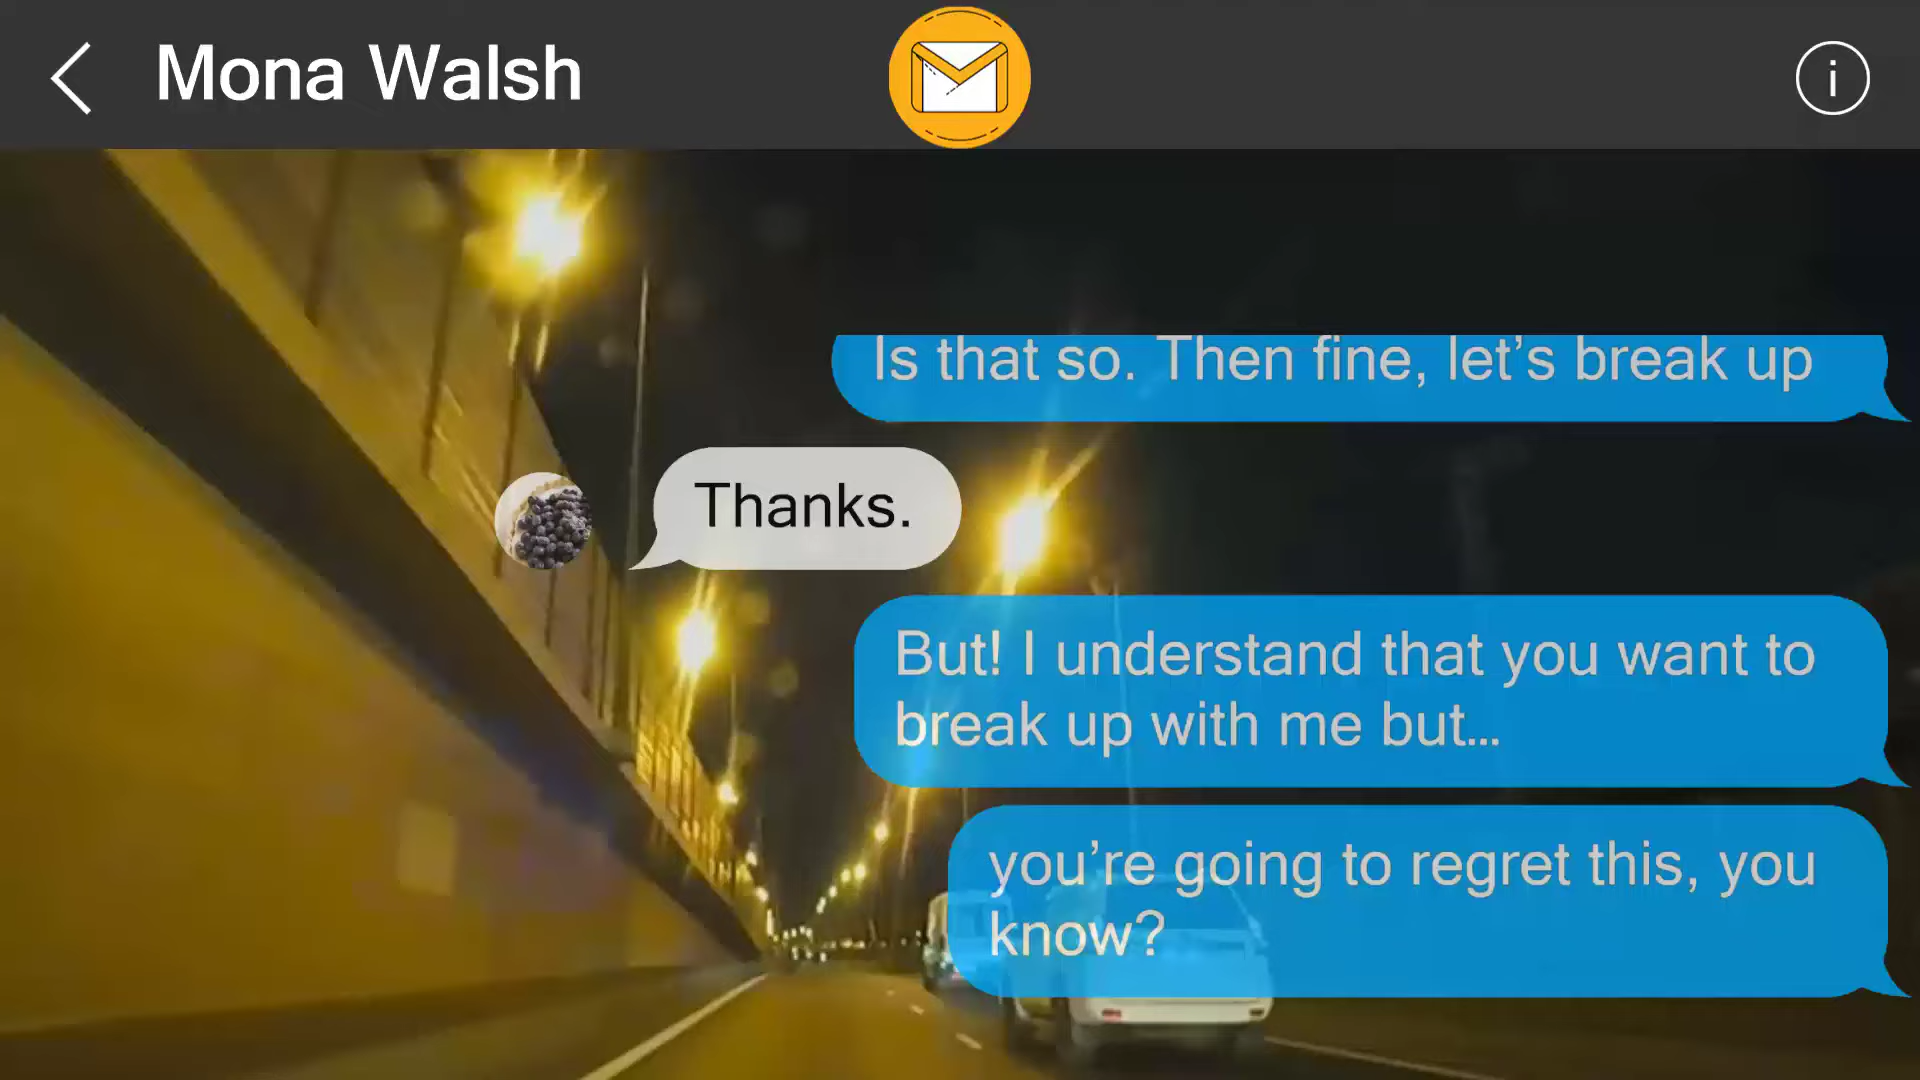 Mona Walsh
i
Is that so. Then fine, let’s break up
Thanks.
But! I understand that you want to
break up with me but...
you’re going to regret this, you
know?